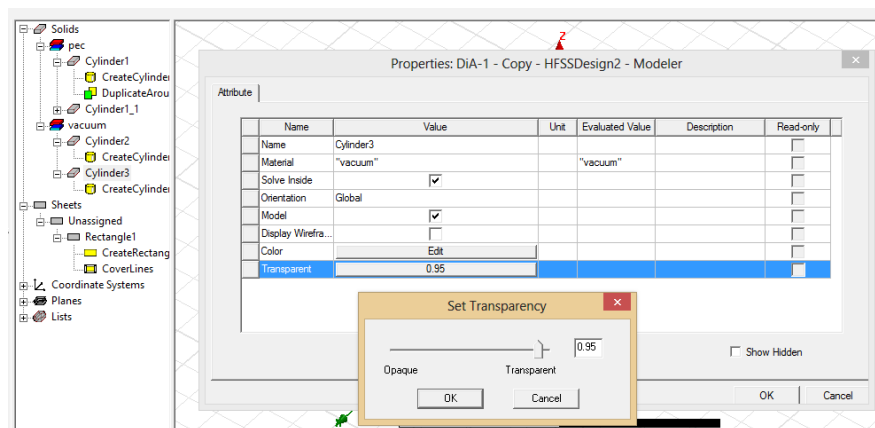 Solids
pec
Cylinder1
CreateCylinder
DuplicateArou
Cylinder1_1
vacuum
Cylinder2
CreateCylinder
Cylinder3
CreateCylinder
Sheets
Unassigned
Rectangle1
CreateRectang
CoverLines
Coordinate Systems
Planes
Lists
Z
Properties: DiA-1 - Copy - HFSSDesign2 - Modeler
Attribute
Name Value Unit Evaluated Value Description Read-only
Name Cylinder3
Material "vacuum" "vacuum"
Solve Inside
Orientation Global
Model
Display Wirefra...
Color Edit
Transparent 0.95
Set Transparency
0.95
Opaque Transparent
OK Cancel
Show Hidden
OK Cancel